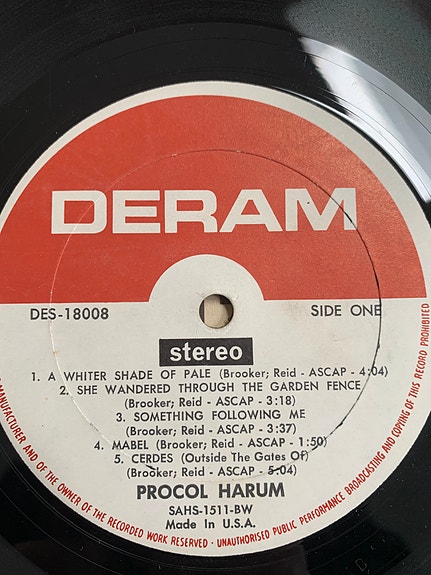 DERAM
DES-18008
SIDE ONE
stereo
1. A WHITER SHADE OF PALE (Brooker; Reid - ASCAP - 4:04)
2. SHE WANDERED THROUGH THE GARDEN FENCE
(Brooker; Reid - ASCAP - 3:18)
3. SOMETHING FOLLOWING ME
(Brooker; Reid - ASCAP - 3:37)
4. MABEL (Brooker; Reid - ASCAP - 1:50)
5. CERDES (Outside The Gates Of)
(Brooker; Reid - ASCAP - 5:04)
PROCOL HARUM
SAHS-1511-BW
Made In U.S.A.
MANUFACTURER AND OF THE OWNER OF THE RECORDED WORK RESERVED · UNAUTHORISED PUBLIC PERFORMANCE BROADCASTING AND COPYING OF THIS RECORD PROHIBITED